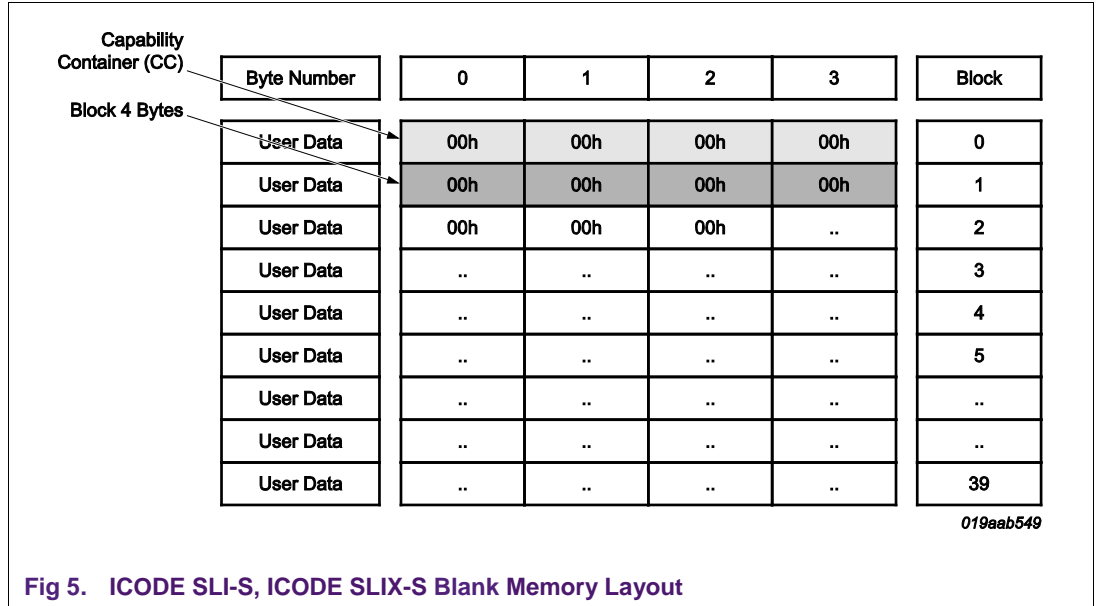 Capability
Container (CC)
Block 4 Bytes
Byte Number 0 1 2 3 Block
User Data 00h 00h 00h 00h 0
User Data 00h 00h 00h 00h 1
User Data 00h 00h 00h .. 2
User Data .. .. .. .. 3
User Data .. .. .. .. 4
User Data .. .. .. .. 5
User Data .. .. .. .. ..
User Data .. .. .. .. ..
User Data .. .. .. .. 39
019aab549
Fig 5. ICODE SLI-S, ICODE SLIX-S Blank Memory Layout